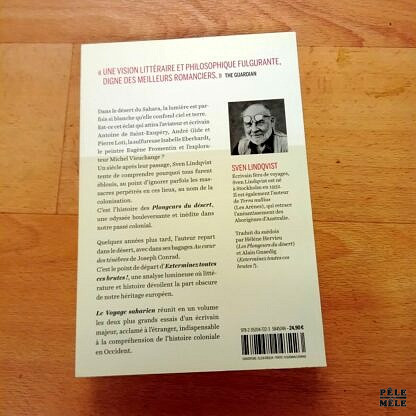 « UNE VISION LITTÉRAIRE ET PHILOSOPHIQUE FULGURANTE,
DIGNE DES MEILLEURS ROMANCIERS. » THE GUARDIAN
Dans le désert du Sahara, la lumière est par-
fois si blanche qu'elle confond ciel et terre.
Est-ce cet éclat qui attira l'aviateur et écrivain
Antoine de Saint-Exupéry, André Gide et
Pierre Loti, la sulfureuse Isabelle Eberhardt,
le peintre Eugène Fromentin et l'explora-
teur Michel Vieuchange ?
Un siècle après leur passage, Sven Lindqvist
tente de comprendre pourquoi tous furent
éblouis, au point d'ignorer parfois les mas-
sacres perpétrés en ces lieux, au nom de la
colonisation.
C'est l'histoire des Plongeurs du désert,
une odyssée bouleversante et inédite dans
notre passé colonial.
Quelques années plus tard, l'auteur repart
dans le désert, avec dans ses bagages Au cœur
des ténèbres de Joseph Conrad.
C'est le point de départ d'Exterminez toutes
ces brutes !, une analyse lumineuse où litté-
rature et histoire dévoilent la part obscure
de notre héritage européen.
Le Voyage saharien réunit en un volume
les deux plus grands essais d'un écrivain
majeur, acclamé à l'étranger, indispensable
à la compréhension de l'histoire coloniale
en Occident.
SVEN LINDQVIST
Écrivain féru de voyages,
Sven Lindqvist est né
à Stockholm en 1932.
Il est également l'auteur
de Terra nullius
(Les Arènes), qui retrace
l'anéantissement des
Aborigènes d'Australie.
Traduit du suédois
par Hélène Hervieu
(Les Plongeurs du désert)
et Alain Gnaedig
(Exterminez toutes ces
brutes !).
24,90 €
PÊLE
MÊLE